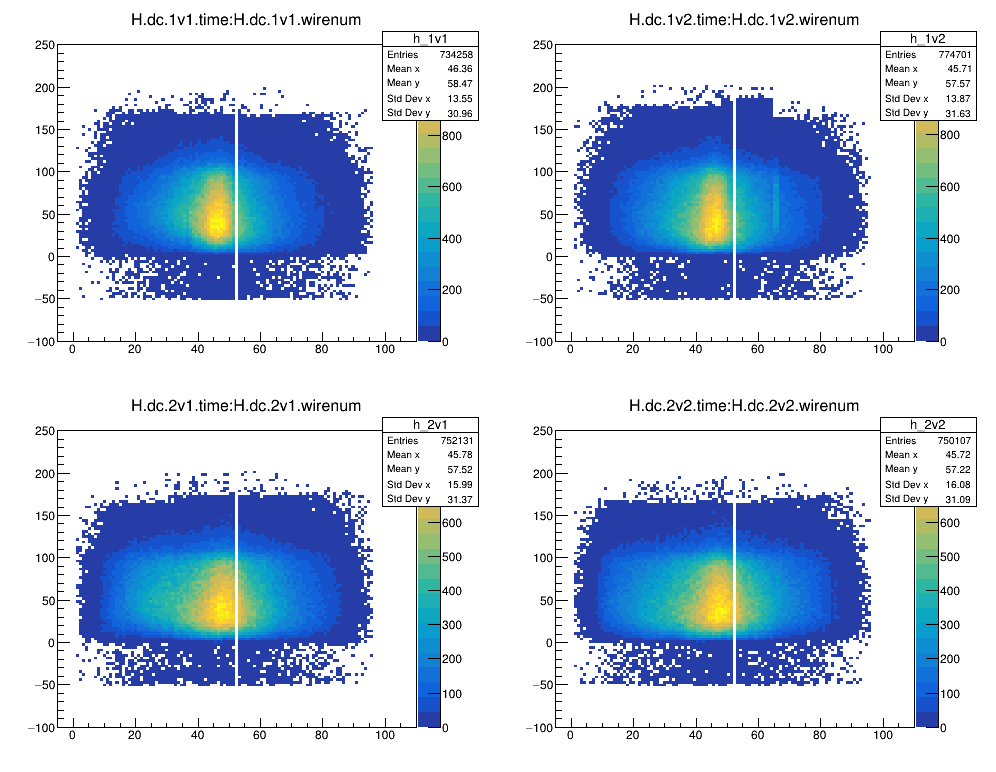 H.dc.1v1.time:H.dc.1v1.wirenum
h_1v1
Entries 734258
Mean x 46.36
Mean y 58.47
Std Dev x 13.55
Std Dev y 30.96
250
200
150
100
50
0
−50
−100
0 20 40 60 80 100
800
600
400
200
0
H.dc.1v2.time:H.dc.1v2.wirenum
h_1v2
Entries 774701
Mean x 45.71
Mean y 57.57
Std Dev x 13.87
Std Dev y 31.63
250
200
150
100
50
0
−50
−100
0 20 40 60 80 100
800
600
400
200
0
H.dc.2v1.time:H.dc.2v1.wirenum
h_2v1
Entries 752131
Mean x 45.78
Mean y 57.52
Std Dev x 15.99
Std Dev y 31.37
250
200
150
100
50
0
−50
−100
0 20 40 60 80 100
600
500
400
300
200
100
0
H.dc.2v2.time:H.dc.2v2.wirenum
h_2v2
Entries 750107
Mean x 45.72
Mean y 57.22
Std Dev x 16.08
Std Dev y 31.09
250
200
150
100
50
0
−50
−100
0 20 40 60 80 100
600
500
400
300
200
100
0